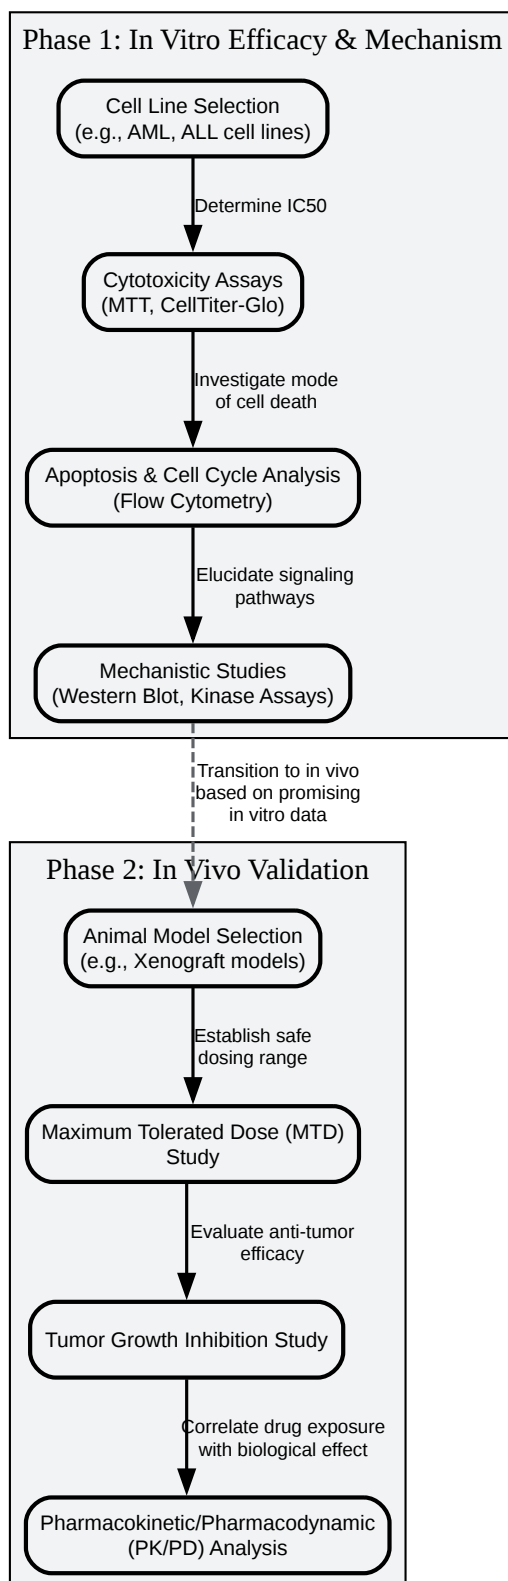 Phase 1: In Vitro Efficacy & Mechanism
Cell Line Selection
(e.g., AML, ALL cell lines)
Determine IC50
Cytotoxicity Assays
(MTT, CellTiter-Glo)
Investigate mode
of cell death
Apoptosis & Cell Cycle Analysis
(Flow Cytometry)
Elucidate signaling
pathways
Mechanistic Studies
(Western Blot, Kinase Assays)
Transition to in vivo
based on promising
in vitro data
Phase 2: In Vivo Validation
Animal Model Selection
(e.g., Xenograft models)
Establish safe
dosing range
Maximum Tolerated Dose (MTD)
Study
Evaluate anti-tumor
efficacy
Tumor Growth Inhibition Study
Correlate drug exposure
with biological effect
Pharmacokinetic/Pharmacodynamic
(PK/PD) Analysis